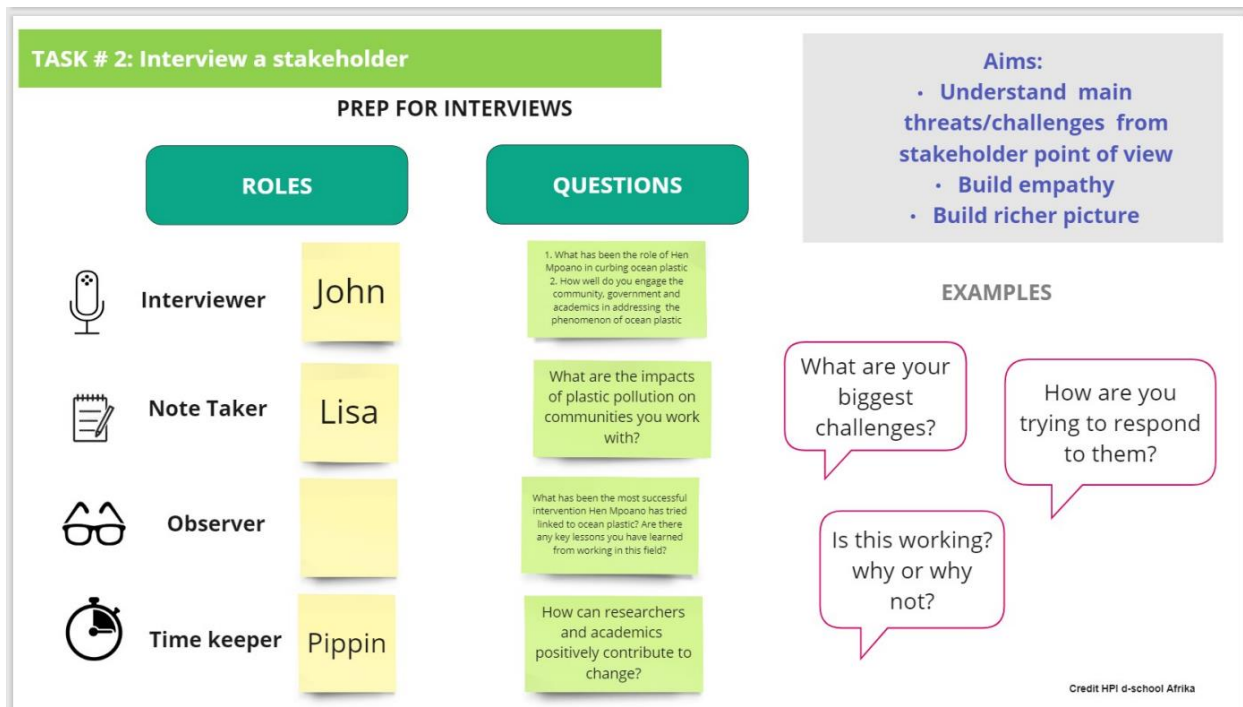 TASK # 2: Interview a stakeholder
PREP FOR INTERVIEWS
ROLES
QUESTIONS
Interviewer
John
1. What has been the role of Hen
Mpoano in curbing ocean plastic
2. How well do you engage the
community, government and
academics in addressing the
phenomenon of ocean plastic
Note Taker
Lisa
What are the impacts
of plastic pollution on
communities you work
with?
Observer
What has been the most successful
intervention Hen Mpoano has tried
linked to ocean plastic? Are there
any key lessons you have learned
from working in this field?
Time keeper
Pippin
How can researchers
and academics
positively contribute to
change?
Aims:
• Understand main
threats/challenges from
stakeholder point of view
• Build empathy
• Build richer picture
EXAMPLES
What are your
biggest
challenges?
How are you
trying to respond
to them?
Is this working?
why or why
not?
Credit HPI d-school Afrika